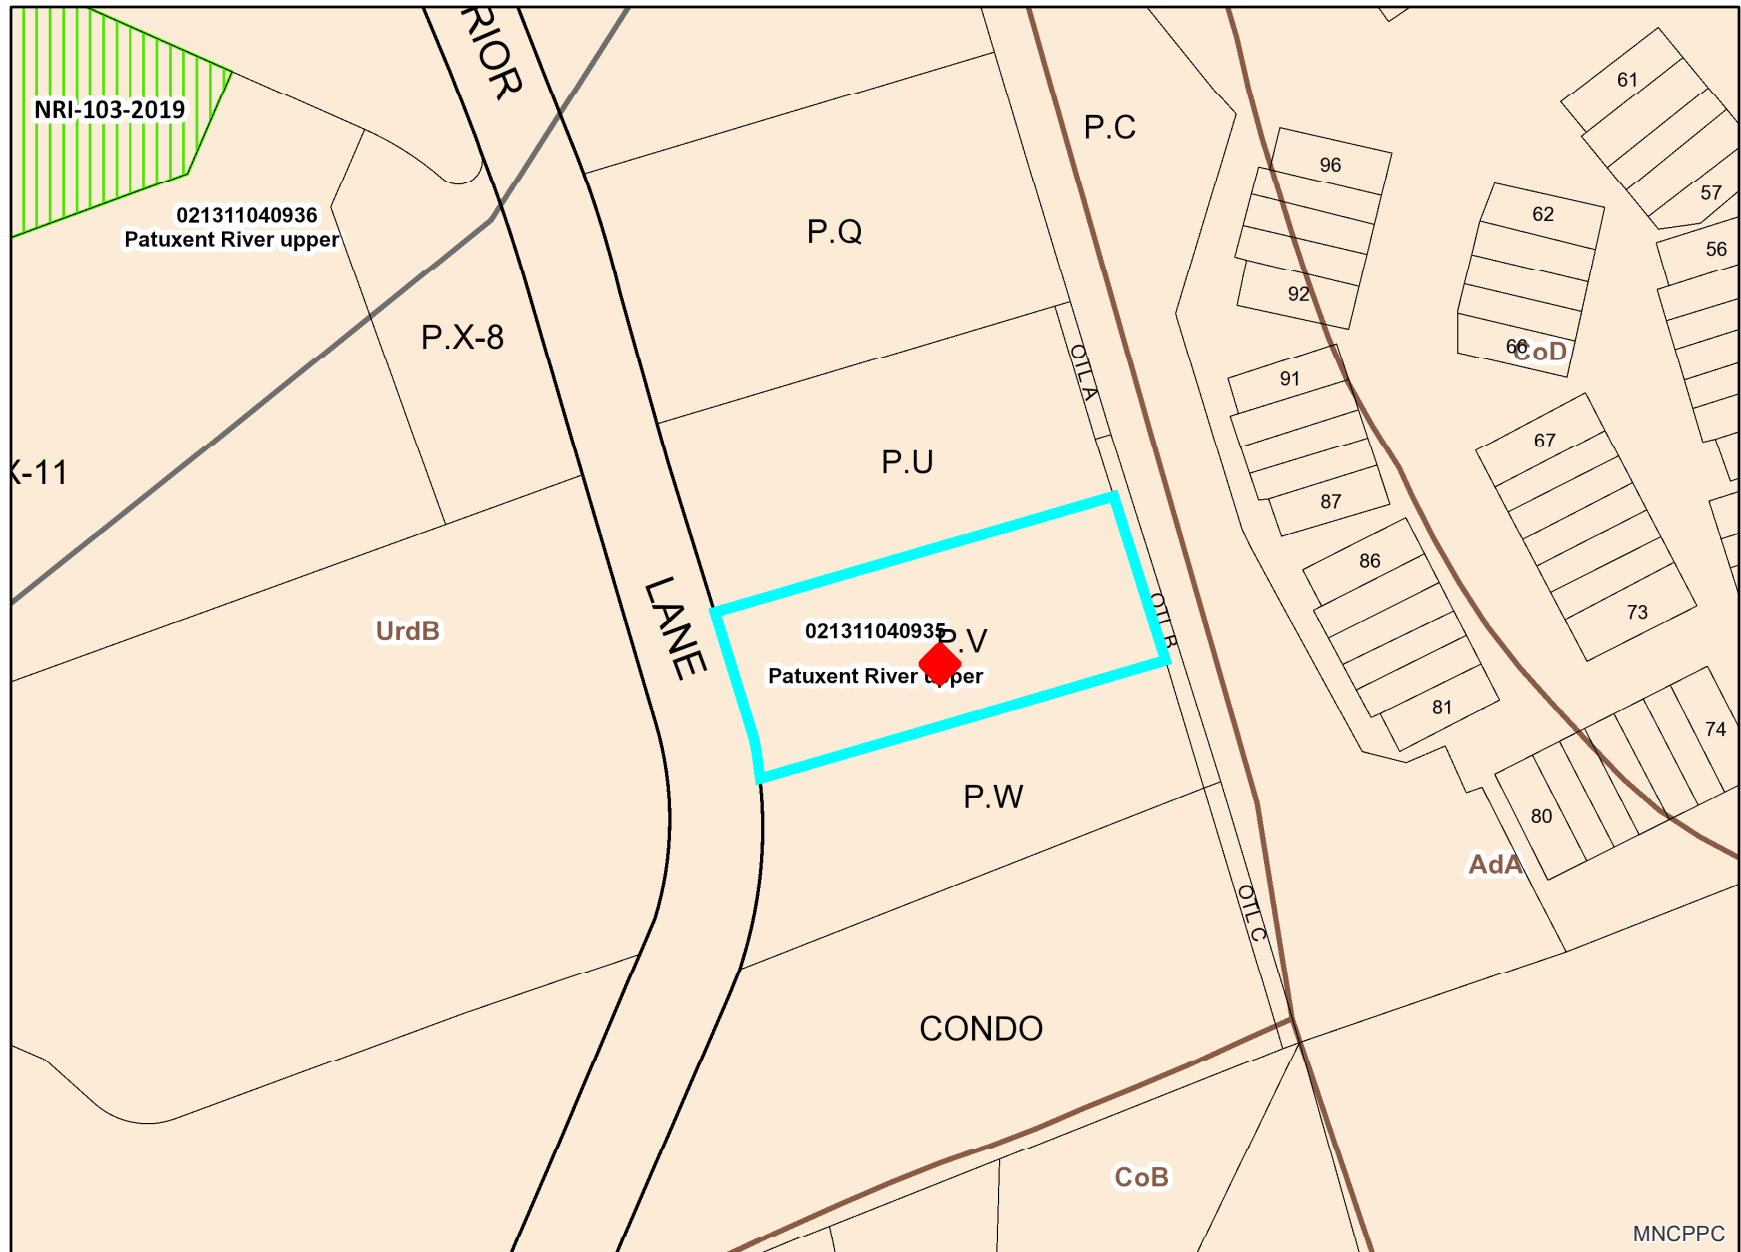 RIOR
61
NRI-103-2019
P.C
96
57
62
021311040936
Patuxent River upper
P.Q
56
92
P.X-8
66
CoD
OTL A
91
67
P.U
X-11
87
86
LANE
UrdB
021311040935
P.V
OTL B
73
Patuxent River upper
81
74
P.W
80
AdA
OTL C
CONDO
CoB
MNCPPC